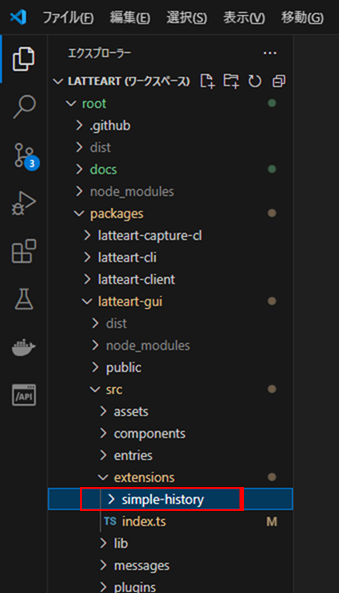 ファイル(F) 編集(E) 選択(S) 表示(V) 移動(G)
エクスプローラー
LATTEART (ワークスペース)
root
.github
dist
docs
3
node_modules
packages
latteart-capture-cl
latteart-cli
latteart-client
latteart-gui
dist
node_modules
public
/API
src
assets
components
entries
extensions
simple-history
TS index.ts M
lib
messages
plugins